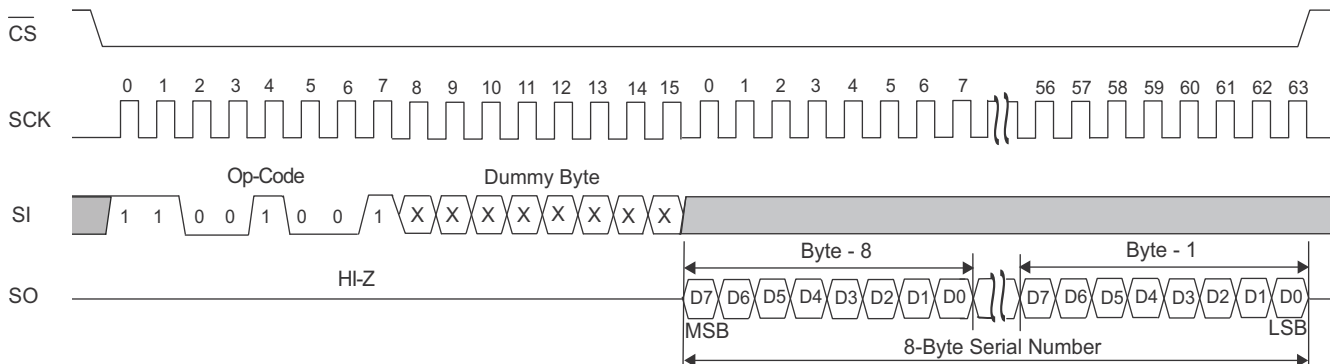 CS
0 1 2 3 4 5 6 7 8 9 10 11 12 13 14 15 0 1 2 3 4 5 6 7 56 57 58 59 60 61 62 63
SCK
Op-Code Dummy Byte
SI 1 1 0 0 1 0 0 1 X X X X X X X X
Byte - 8 Byte - 1
HI-Z
SO D7 D6 D5 D4 D3 D2 D1 D0 D7 D6 D5 D4 D3 D2 D1 D0
MSB LSB
8-Byte Serial Number